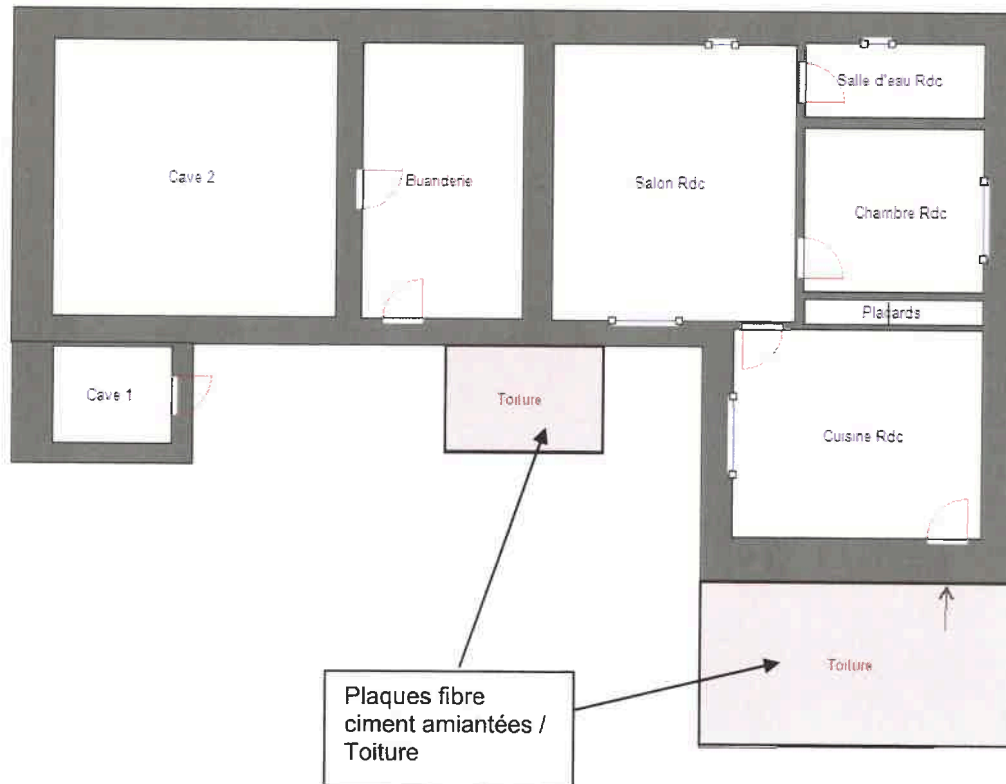 Salle d'eau Rdc
Cave 2
Buanderie
Salon Rdc
Chambre Rdc
Placards
Cave 1
Toiture
Cuisine Rdc
Toiture
Plaques fibre
ciment amiantées /
Toiture